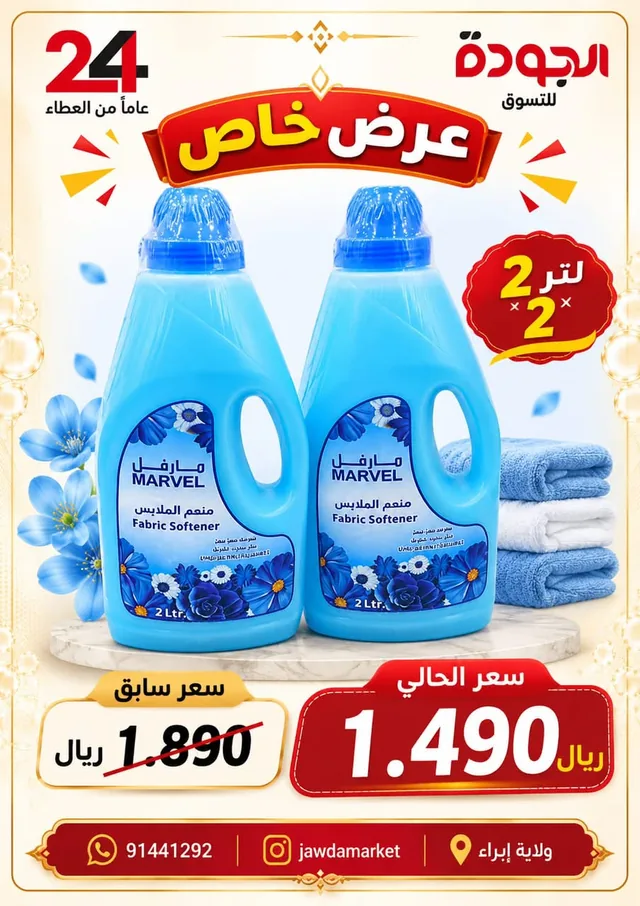 24
عاماً من العطاء
الجودة
للتسوق
عرض خاص
2 لتر
× 2 ×
مارفل
MARVEL
منعم الملابس
Fabric Softener
2 Ltr.
مارفل
MARVEL
منعم الملابس
Fabric Softener
2 Ltr.
سعر سابق
1.890 ريال
سعر الحالي
1.490 ريال
91441292
jawdamarket
ولاية إبراء